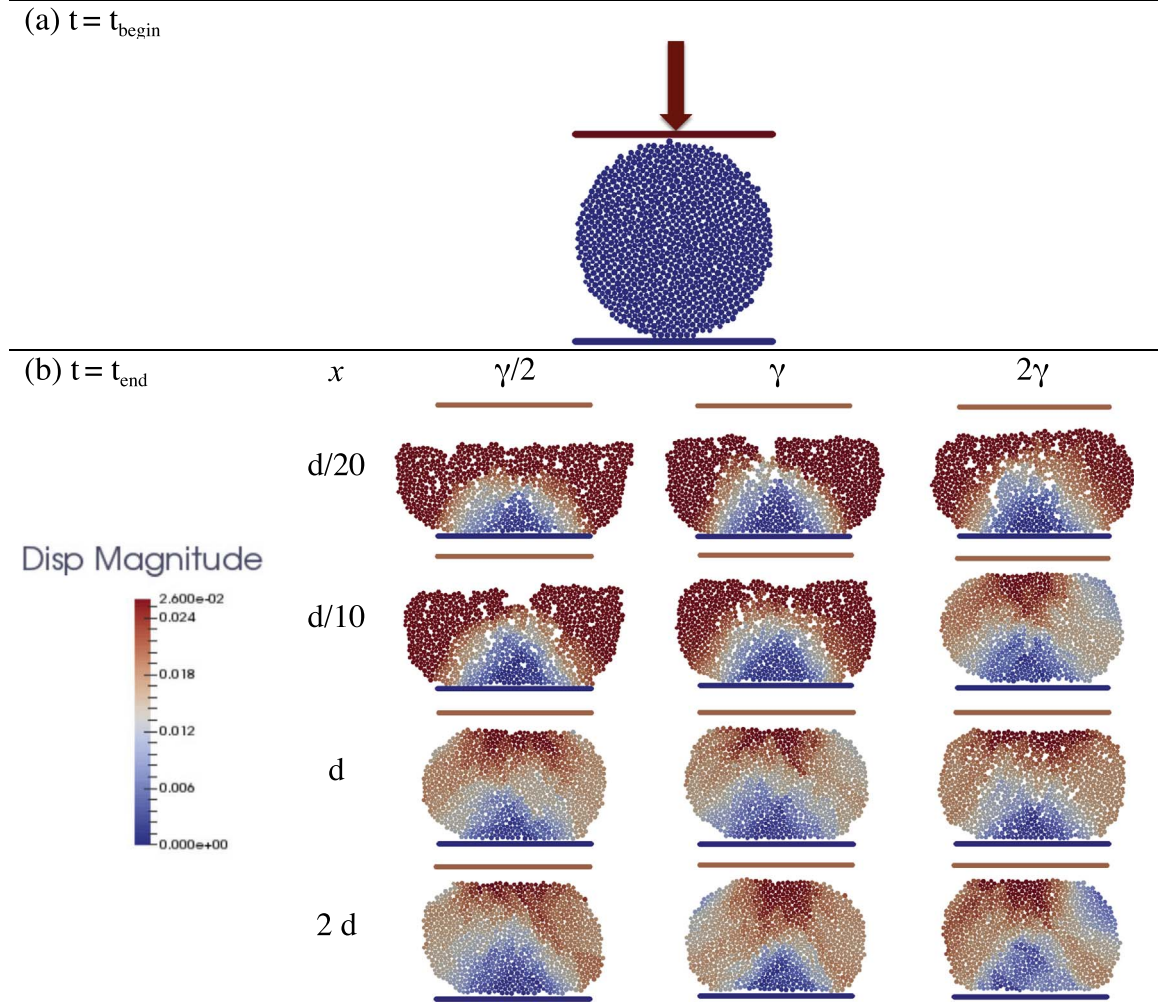 (a) t = t_begin
(b) t = t_end x γ/2 γ 2γ
d/20
Disp Magnitude
2.600e-02
0.024
0.018
0.012
0.006
0.000e+00
d/10
d
2 d